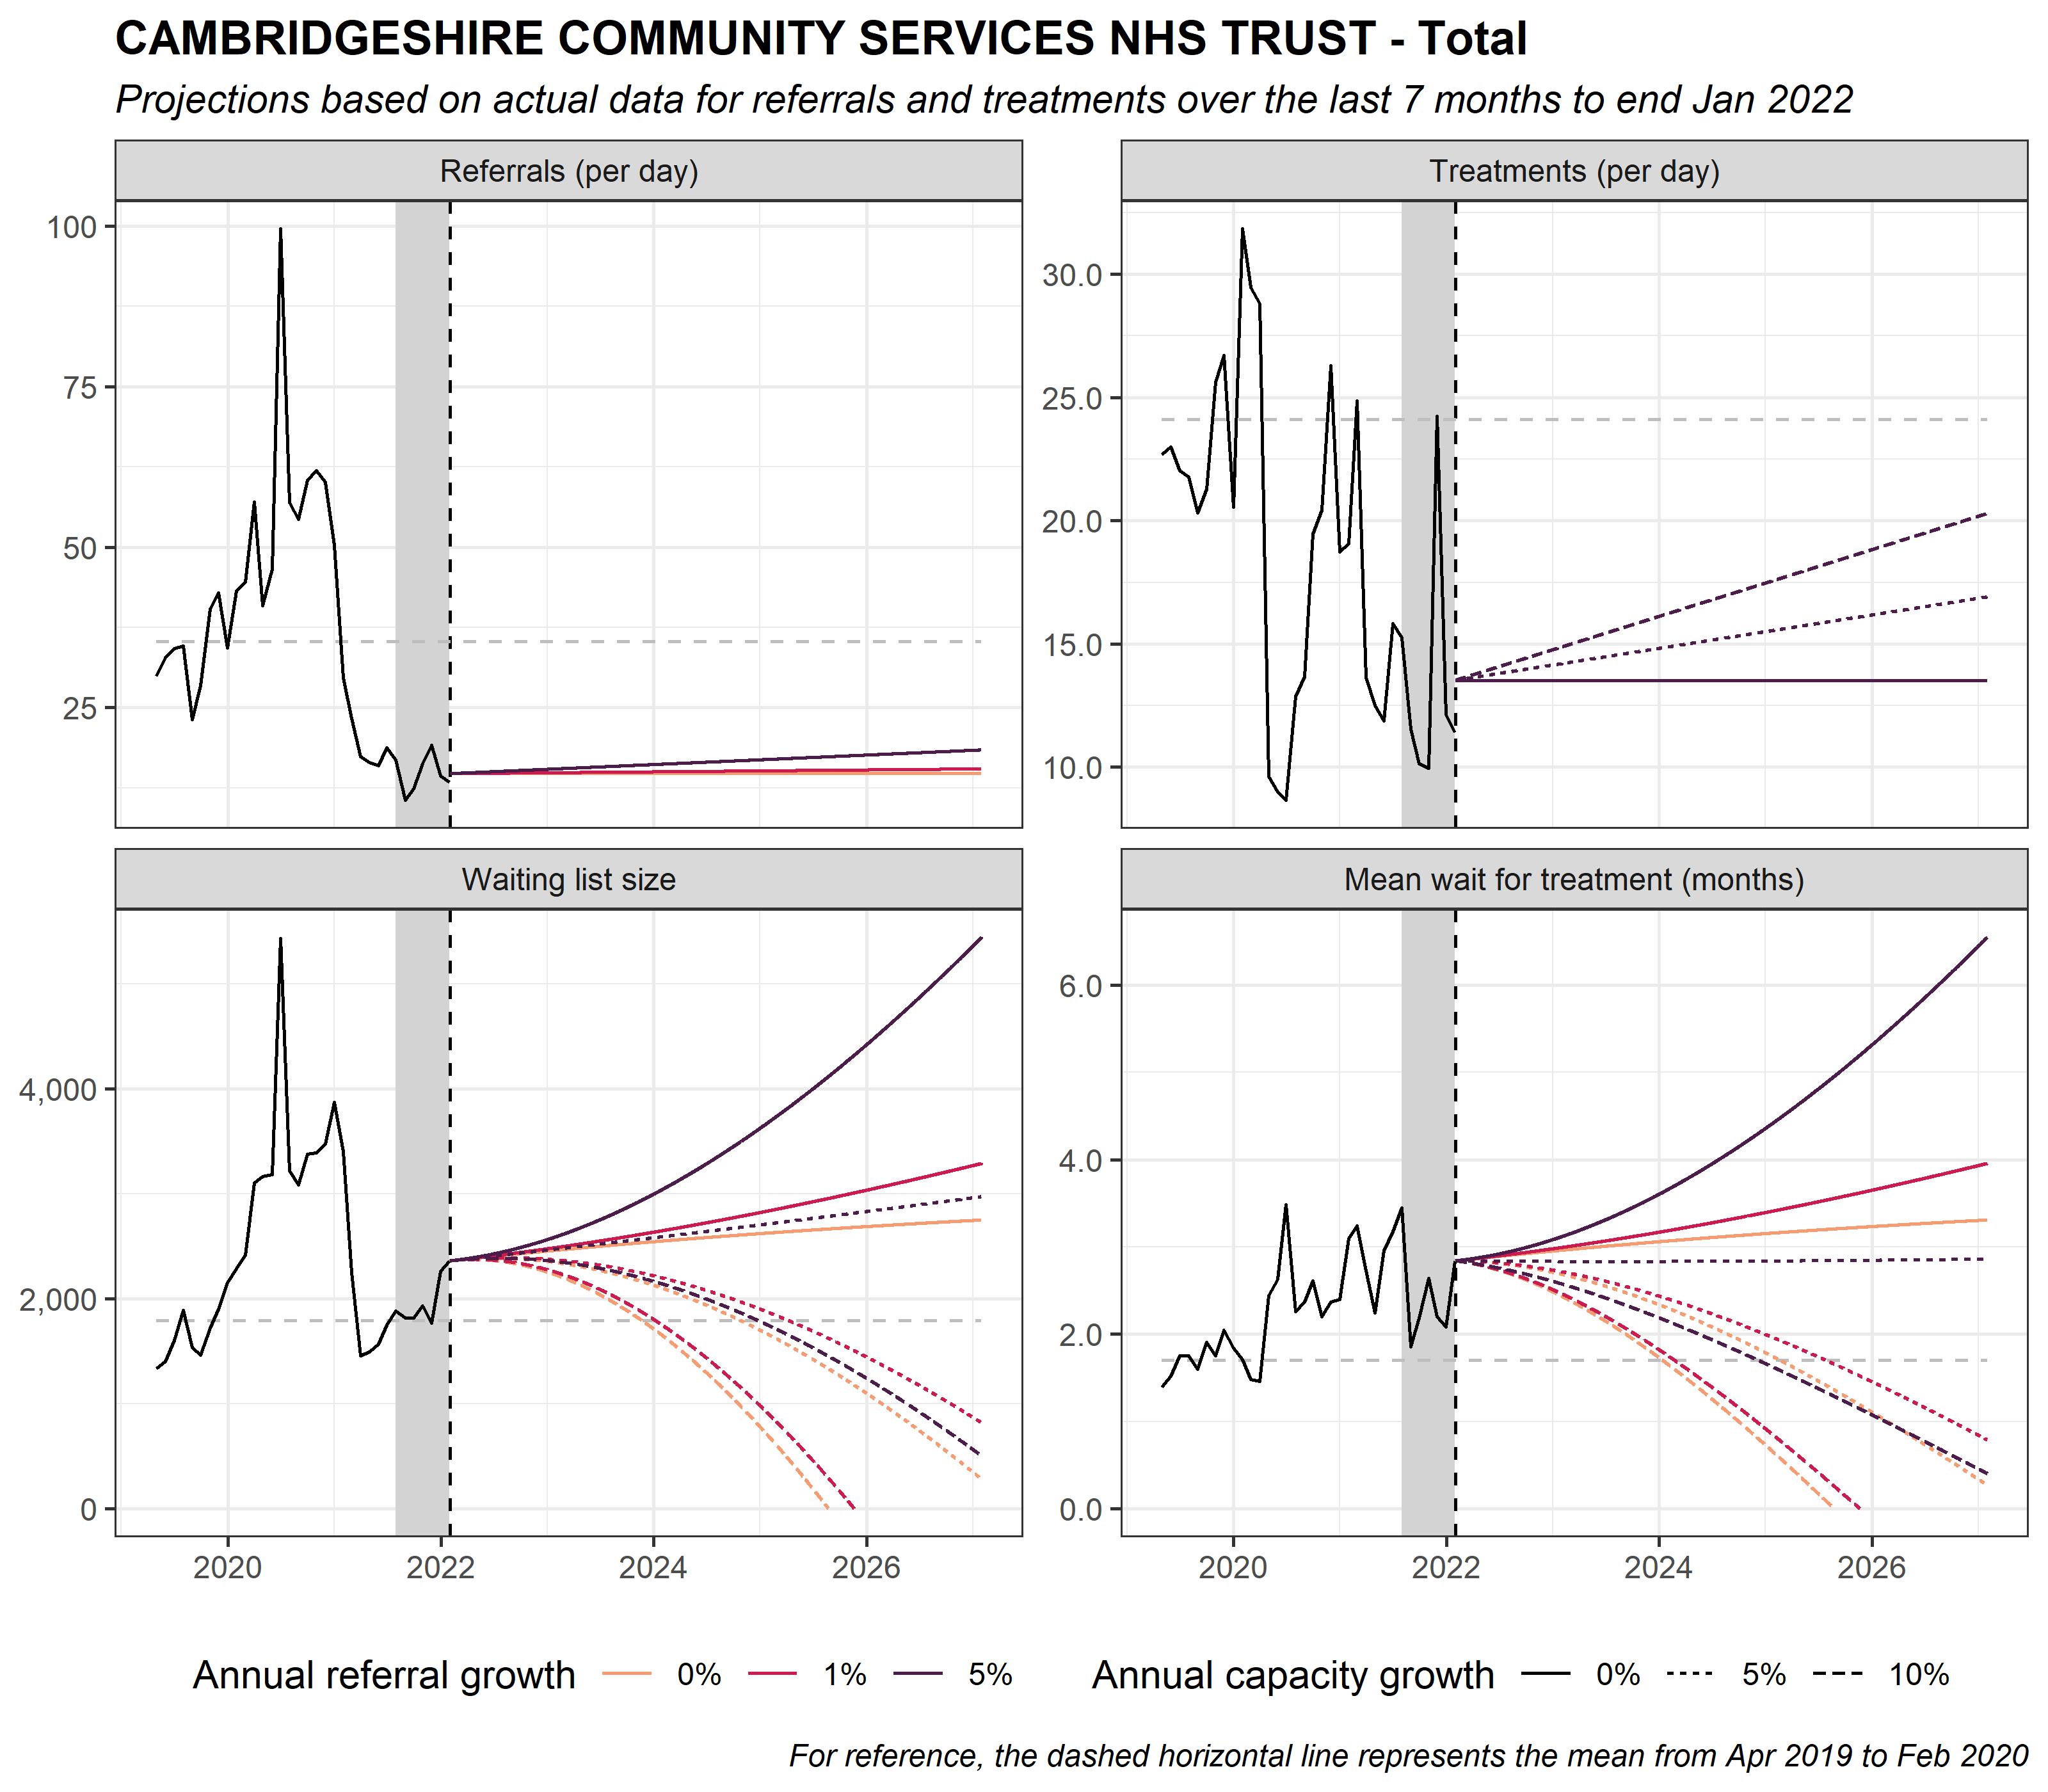 CAMBRIDGESHIRE COMMUNITY SERVICES NHS TRUST - Total
Projections based on actual data for referrals and treatments over the last 7 months to end Jan 2022
Referrals (per day)
100
75
50
25
Treatments (per day)
30.0
25.0
20.0
15.0
10.0
Waiting list size
4,000
2,000
0
2020 2022 2024 2026
Mean wait for treatment (months)
6.0
4.0
2.0
0.0
2020 2022 2024 2026
Annual referral growth 0% 1% 5%
Annual capacity growth 0% 5% 10%
For reference, the dashed horizontal line represents the mean from Apr 2019 to Feb 2020